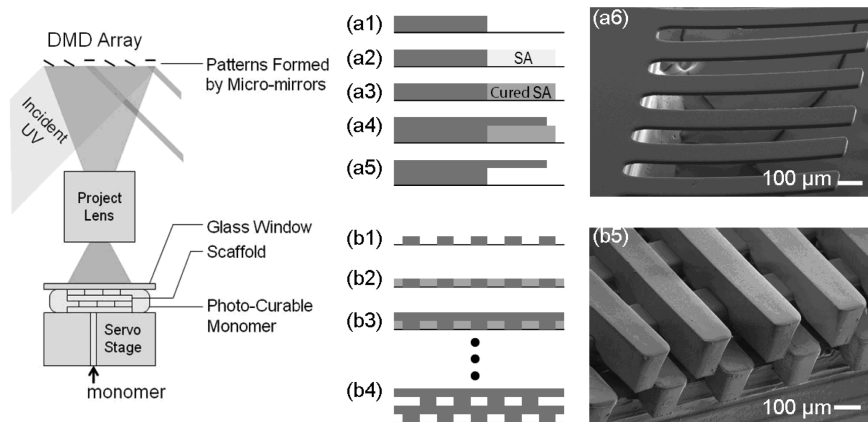 DMD Array
Patterns Formed
by Micro-mirrors
Incident
UV
Project
Lens
Glass Window
Scaffold
Photo-Curable
Monomer
Servo
Stage
monomer
(a1)
(a2)
SA
(a3)
Cured SA
(a4)
(a5)
(a6)
100 µm
(b1)
(b2)
(b3)
(b4)
(b5)
100 µm